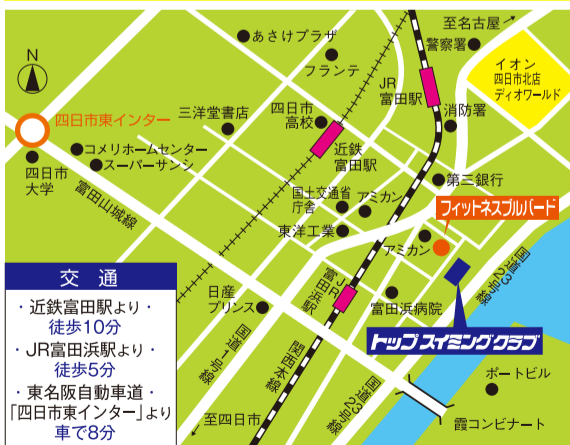 至名古屋
あさけプラザ
警察署
フランテ
イオン
四日市北店
ディオワールド
N
JR
富田駅
四日市東インター
三洋堂書店
四日市
高校
消防署
近鉄
富田駅
コメリホームセンター
スーパーサンシ
四日市
大学
第三銀行
国土交通省
庁舎
アミカン
フィットネスブルバード
富田山城線
東洋工業
アミカン
国道23号線
交通
・近鉄富田駅より・
徒歩10分
・JR富田浜駅より・
徒歩5分
・東名阪自動車道・
「四日市東インター」より
車で8分
日産
プリンス
JR富田浜駅
富田浜病院
トップスイミングクラブ
国道1号線
関西本線
国道23号線
ポートビル
至四日市
霞コンビナート